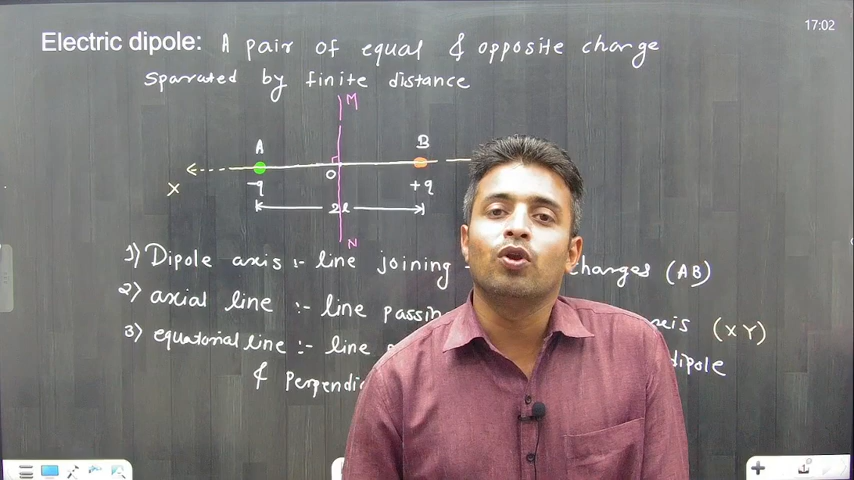 17:02
Electric dipole: A pair of equal & opposite charge
Sparrated by finite distance
M
A B
O
X
-q +q
2l
N
1) Dipole axis :- line joining charges (AB)
2) axial line :- line passin axis (XY)
3) equatorial line :- line dipole
& Perpendic